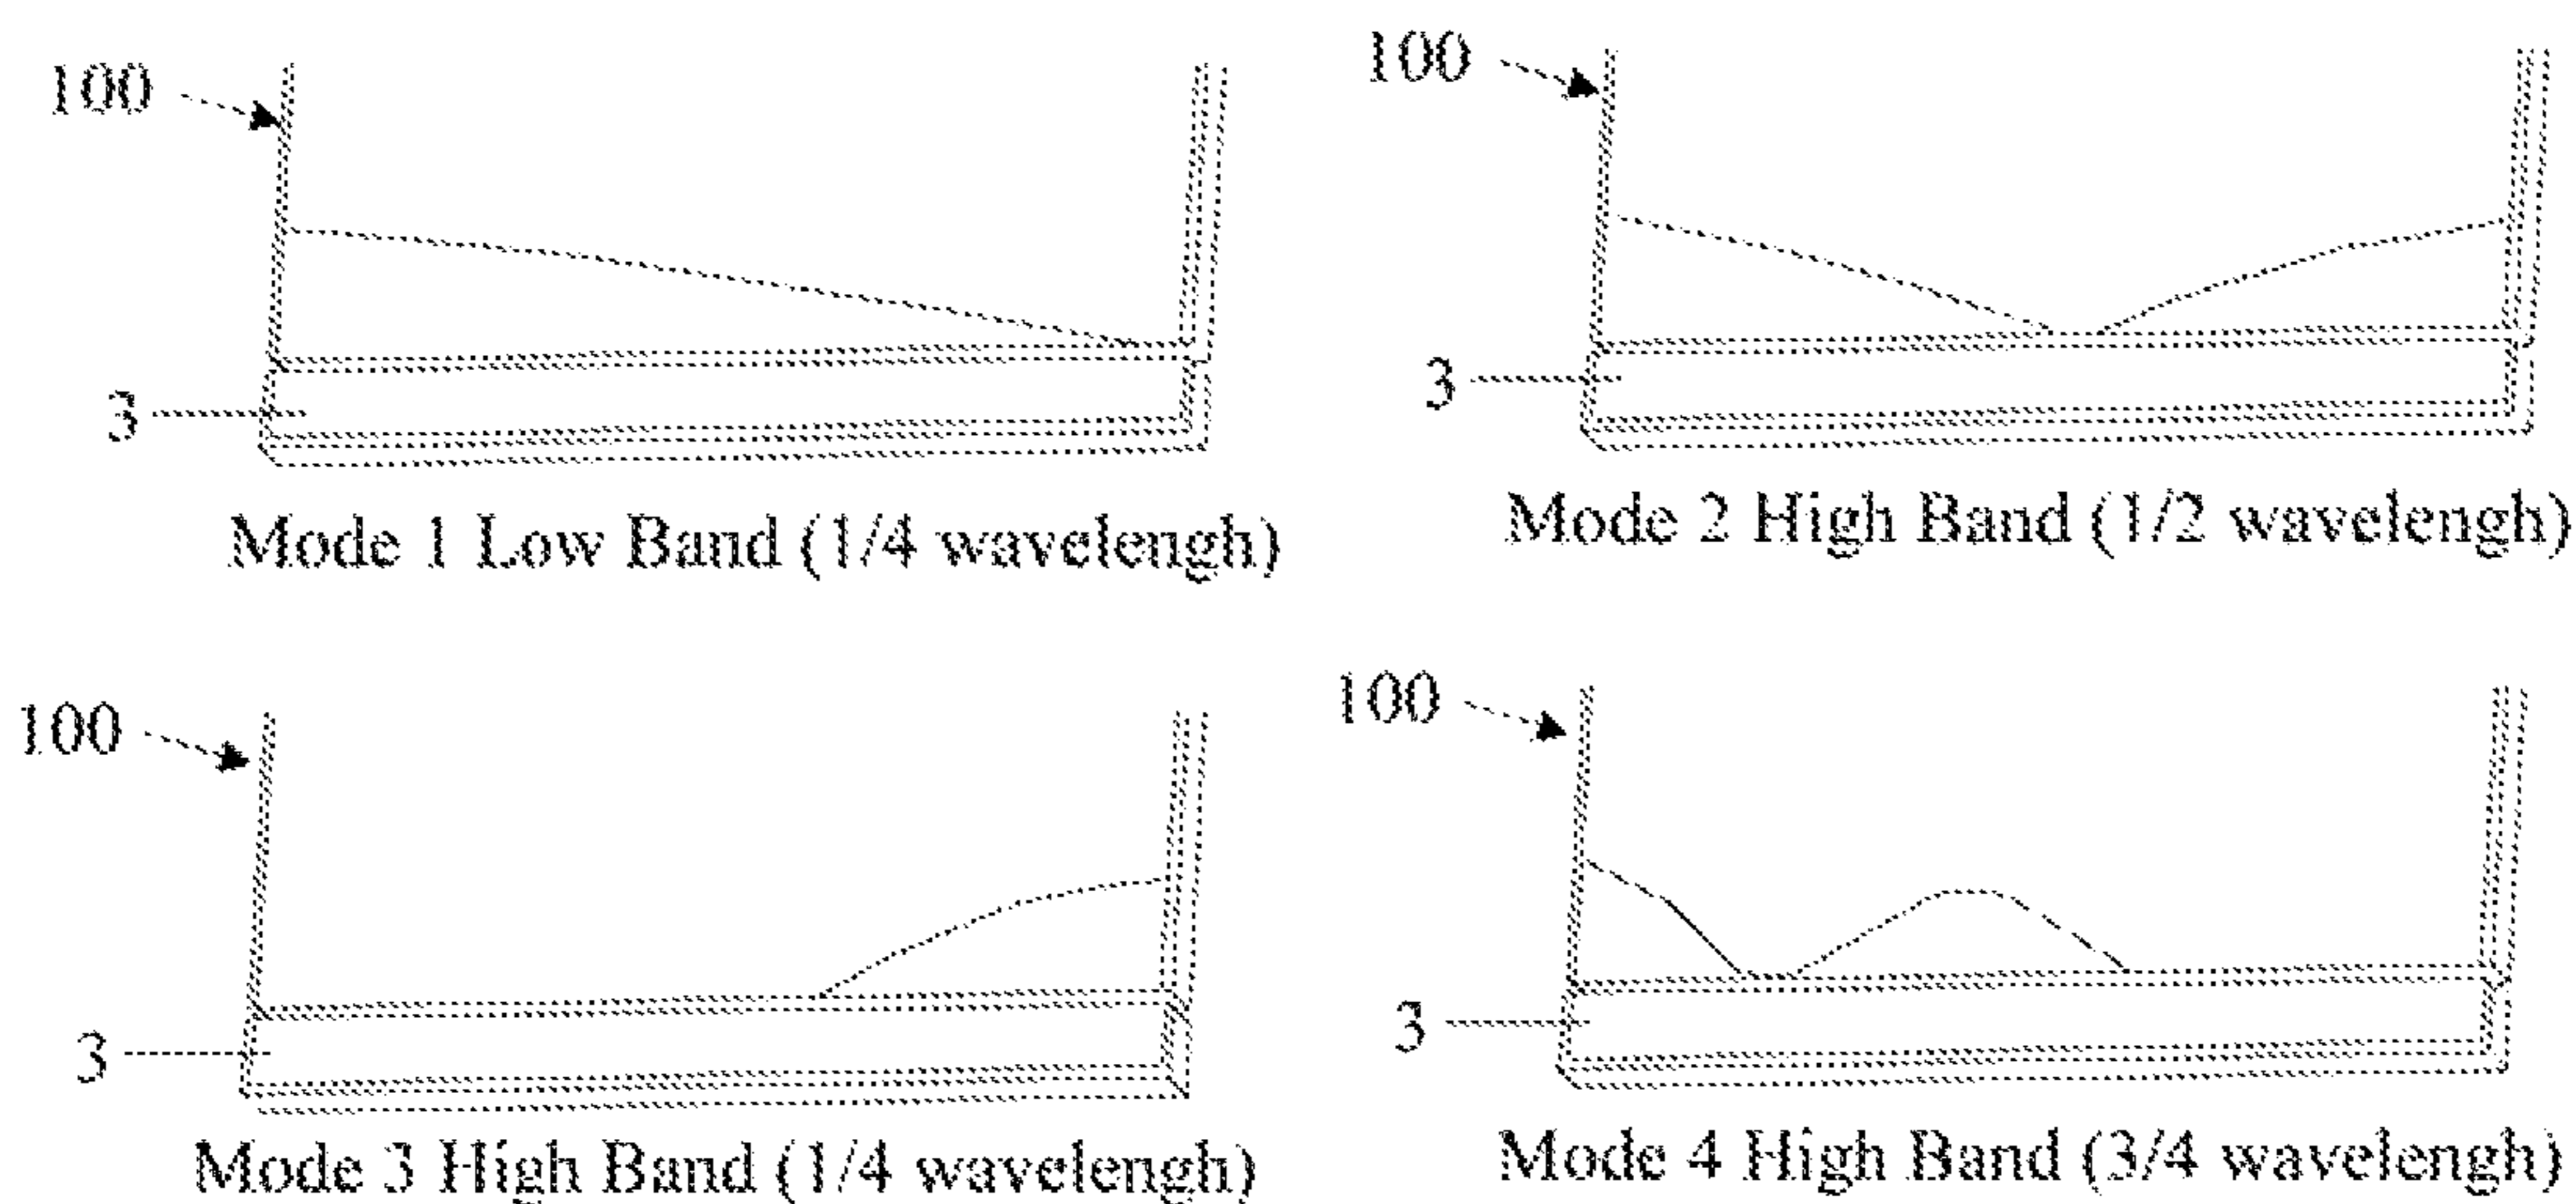 100
100
3
3
Mode 1 Low Band (1/4 wavelengh)
Mode 2 High Band (1/2 wavelengh)
100
100
3
3
Mode 3 High Band (1/4 wavelengh)
Mode 4 High Band (3/4 wavelengh)